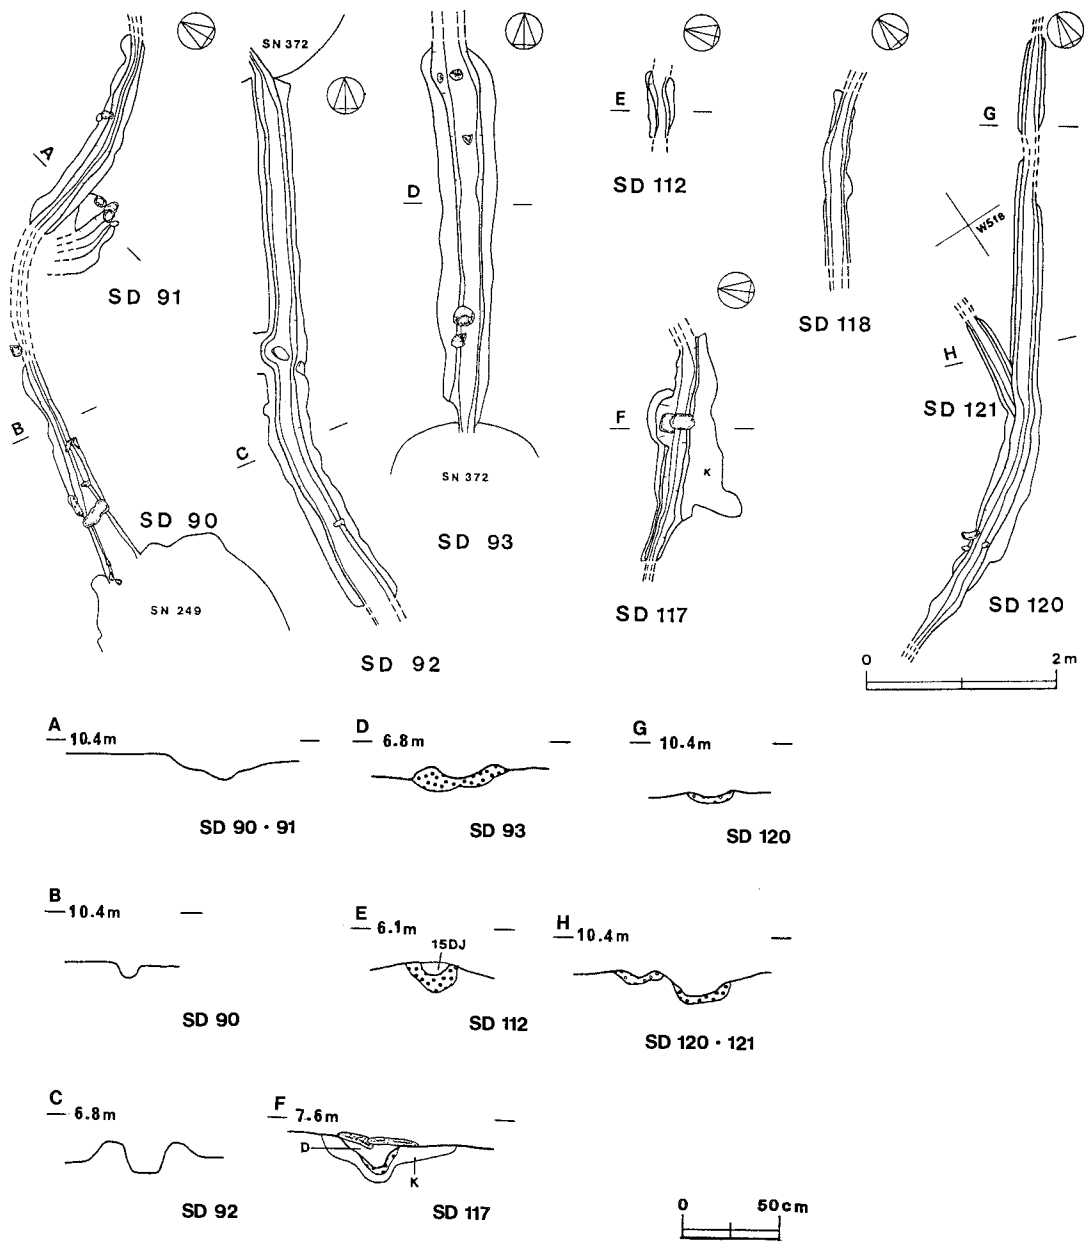 SN 372
A
SD 91
B
SD 90
SN 249
C
SD 92
D
SN 372
SD 93
E
SD 112
F
K
SD 117
SD 118
G
W518
H
SD 121
SD 120
0 2m
A
10.4m
SD 90・91
D
6.8m
SD 93
G
10.4m
SD 120
B
10.4m
SD 90
E
6.1m
15DJ
SD 112
H
10.4m
SD 120・121
C
6.8m
SD 92
F
7.6m
D
K
SD 117
0 50cm